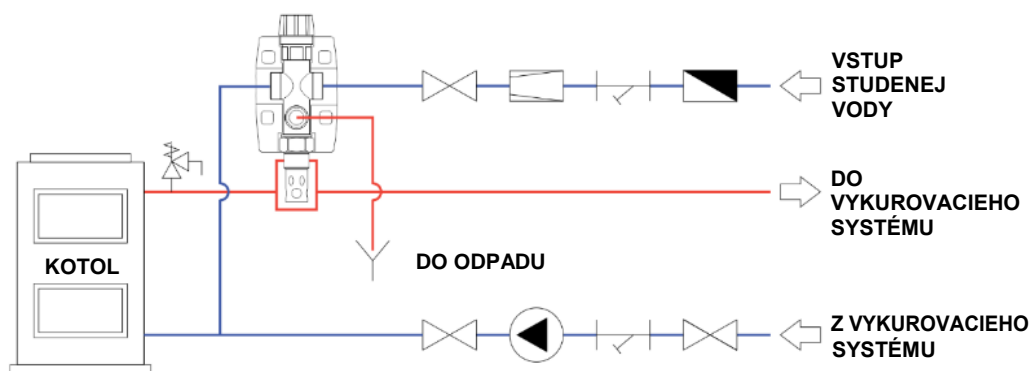 VSTUP
STUDENEJ
VODY
DO
VYKUROVACIEHO
SYSTÉMU
KOTOL
DO ODPADU
Z VYKUROVACIEHO
SYSTÉMU